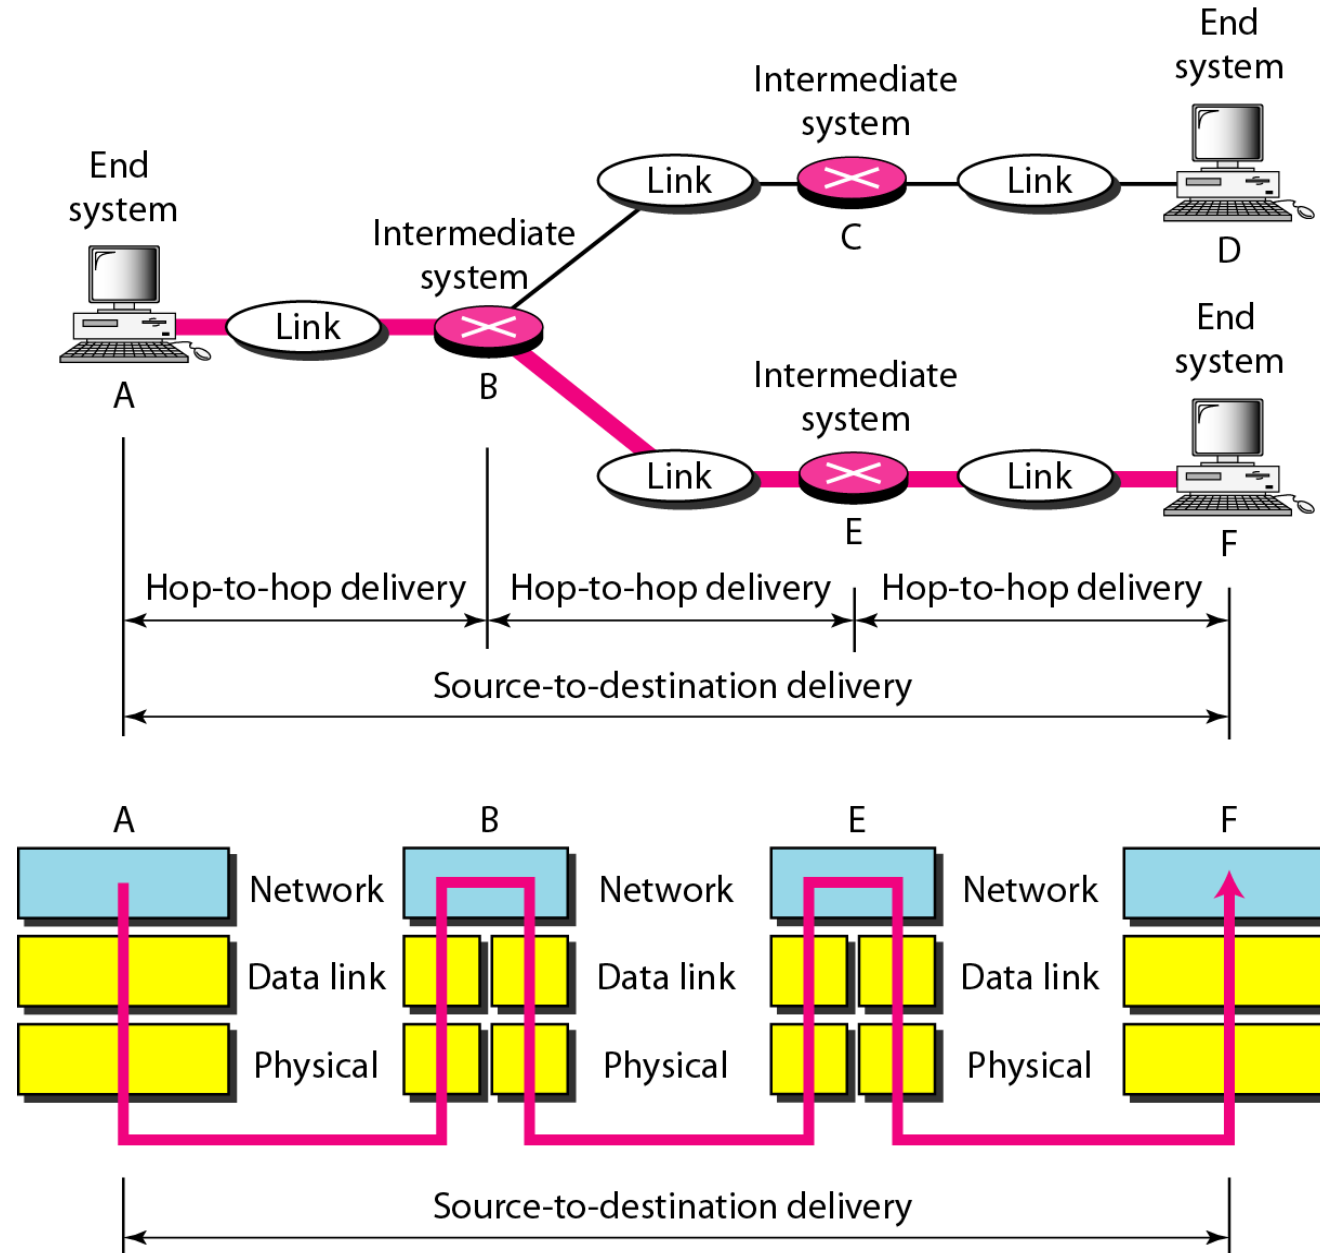 End
system
Intermediate
system
End
system
Link
Link
C
D
Intermediate
system
Link
A
B
End
system
Intermediate
system
Link
Link
E
F
Hop-to-hop delivery
Hop-to-hop delivery
Hop-to-hop delivery
Source-to-destination delivery
A
B
E
F
Network
Network
Network
Data link
Data link
Data link
Physical
Physical
Physical
Source-to-destination delivery